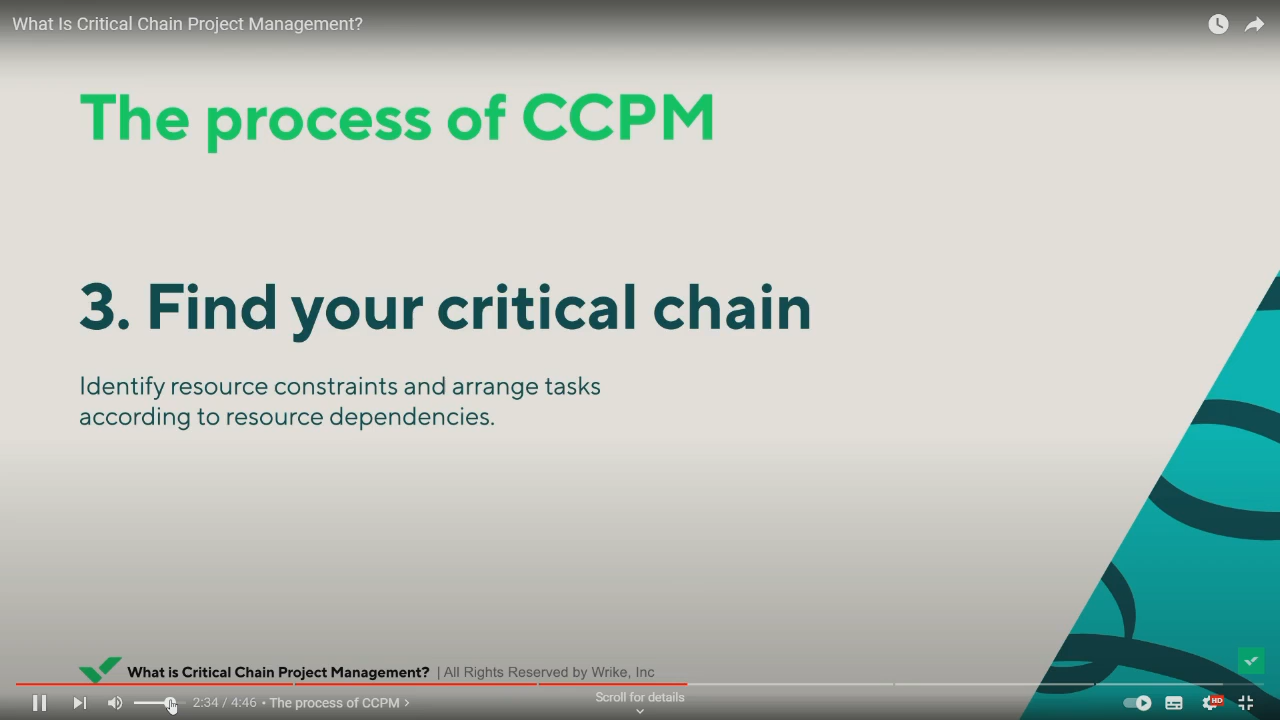 What Is Critical Chain Project Management?
The process of CCPM
3. Find your critical chain
Identify resource constraints and arrange tasks
according to resource dependencies.
What is Critical Chain Project Management? | All Rights Reserved by Wrike, Inc
2:34 / 4:46 • The process of CCPM >
Scroll for details
HD